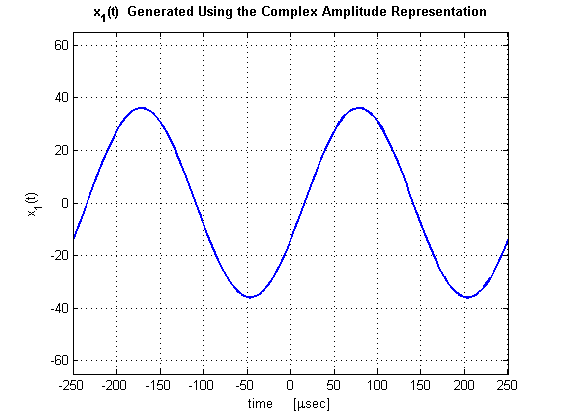 x1(t) Generated Using the Complex Amplitude Representation
60
40
20
0
-20
-40
-60
x1(t)
-250 -200 -150 -100 -50 0 50 100 150 200 250
time [µsec]